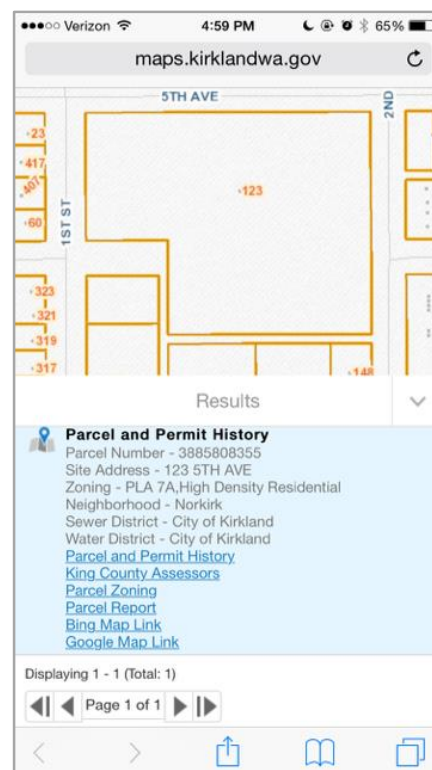 Verizon 4:59 PM 65%
maps.kirklandwa.gov
5TH AVE
2ND
23
417
407
123
60
1ST ST
323
321
319
317
148
Results
Parcel and Permit History
Parcel Number - 3885808355
Site Address - 123 5TH AVE
Zoning - PLA 7A,High Density Residential
Neighborhood - Norkirk
Sewer District - City of Kirkland
Water District - City of Kirkland
Parcel and Permit History
King County Assessors
Parcel Zoning
Parcel Report
Bing Map Link
Google Map Link
Displaying 1 - 1 (Total: 1)
Page 1 of 1